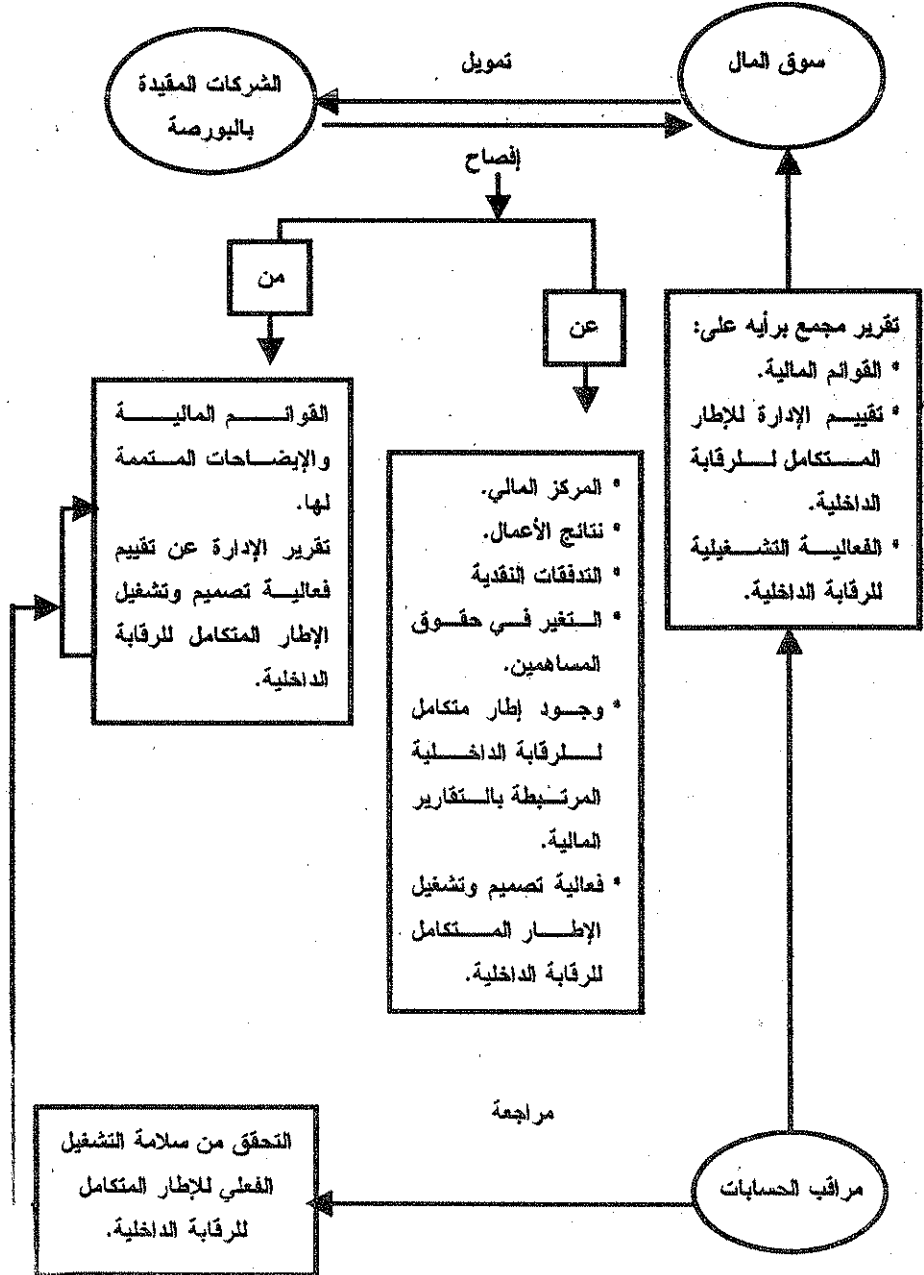 سوق المال
تمويل
الشركات المقيدة
بالبورصة
إفصاح
من
عن
تقرير مجمع برأيه على:
* القوائم المالية.
* تقييم الإدارة للإطار
المتكامل للرقابة
الداخلية.
* الفعالية التشغيلية
للرقابة الداخلية.
القوائم المالية
والإيضاحات المتممة
لها.
تقرير الإدارة عن تقييم
فعالية تصميم وتشغيل
الإطار المتكامل للرقابة
الداخلية.
* المركز المالي.
* نتائج الأعمال.
* التدفقات النقدية
* التغير في حقوق
المساهمين.
* وجود إطار متكامل
للرقابة الداخلية
المرتبطة بالتقارير
المالية.
* فعالية تصميم وتشغيل
الإطار المتكامل
للرقابة الداخلية.
مراجعة
مراقب الحسابات
التحقق من سلامة التشغيل
الفعلي للإطار المتكامل
للرقابة الداخلية.